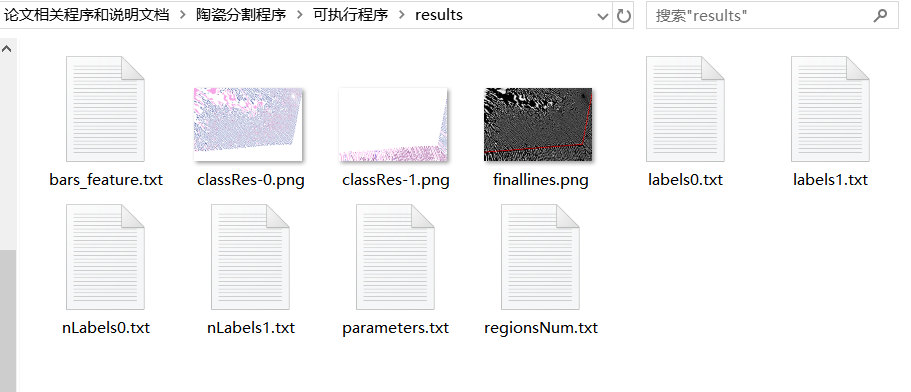 论文相关程序和说明文档 > 陶瓷分割程序 > 可执行程序 > results
搜索"results"
bars_feature.txt
classRes-0.png
classRes-1.png
finallines.png
labels0.txt
labels1.txt
nLabels0.txt
nLabels1.txt
parameters.txt
regionsNum.txt